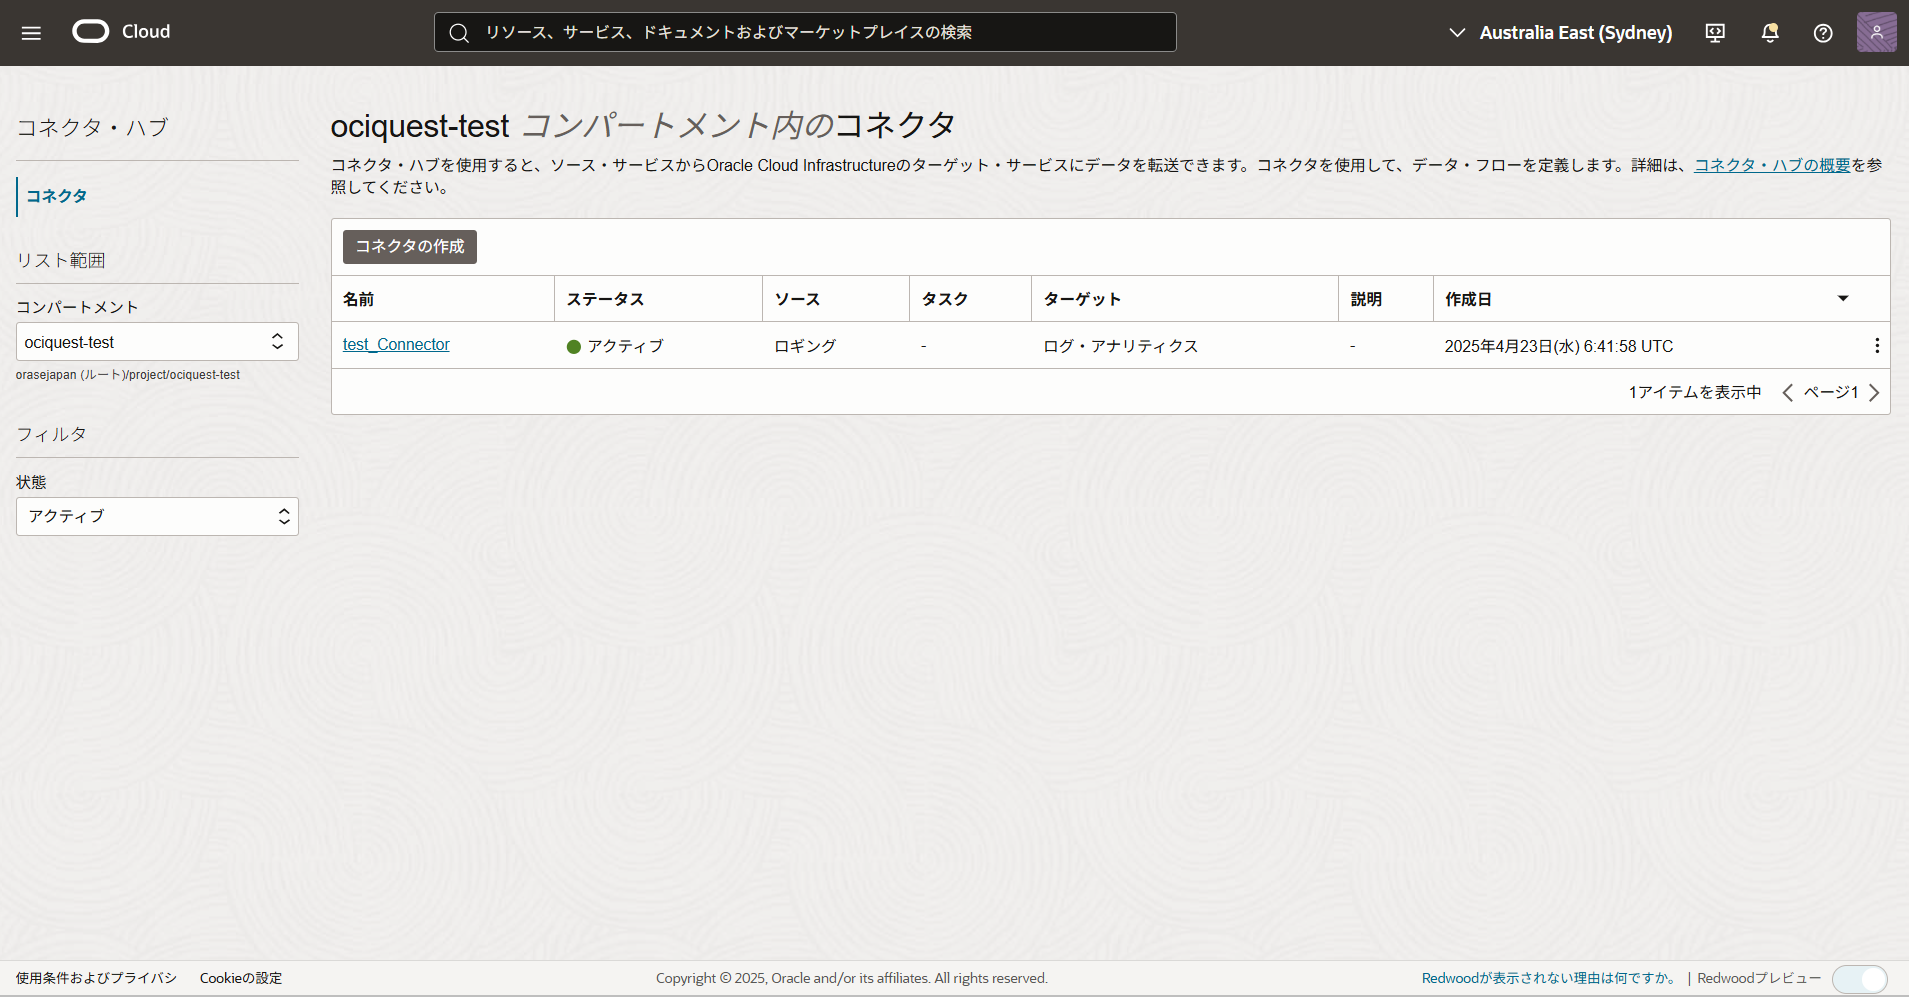 Cloud
リソース、サービス、ドキュメントおよびマーケットプレイスの検索
Australia East (Sydney)
コネクタ・ハブ
コネクタ
リスト範囲
コンパートメント
ociquest-test
orasejapan (ルート)/project/ociquest-test
フィルタ
状態
アクティブ
ociquest-test コンパートメント内のコネクタ
コネクタ・ハブを使用すると、ソース・サービスからOracle Cloud Infrastructureのターゲット・サービスにデータを転送できます。コネクタを使用して、データ・フローを定義します。詳細は、コネクタ・ハブの概要を参
照してください。
コネクタの作成
名前 ステータス ソース タスク ターゲット 説明 作成日
test_Connector アクティブ ロギング - ログ・アナリティクス - 2025年4月23日(水) 6:41:58 UTC
1アイテムを表示中 ページ1
使用条件およびプライバシ Cookieの設定 Copyright © 2025, Oracle and/or its affiliates. All rights reserved. Redwoodが表示されない理由は何ですか。 | Redwoodプレビュー